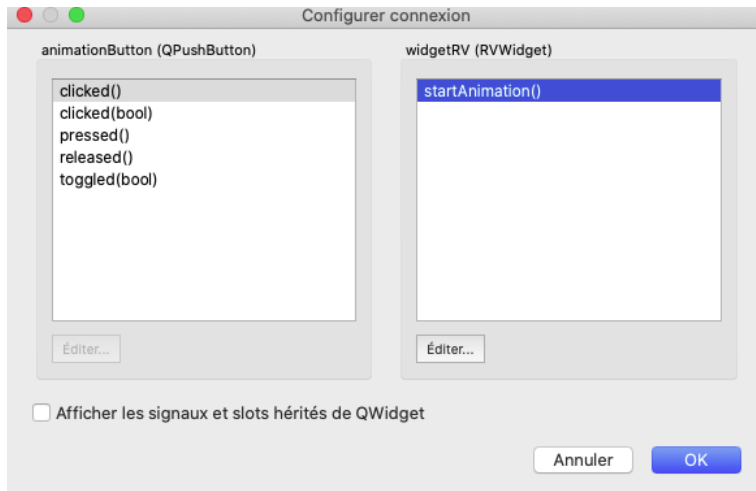 Configurer connexion
animationButton (QPushButton)
clicked()
clicked(bool)
pressed()
released()
toggled(bool)
Éditer...
widgetRV (RVWidget)
startAnimation()
Éditer...
Afficher les signaux et slots hérités de QWidget
Annuler
OK